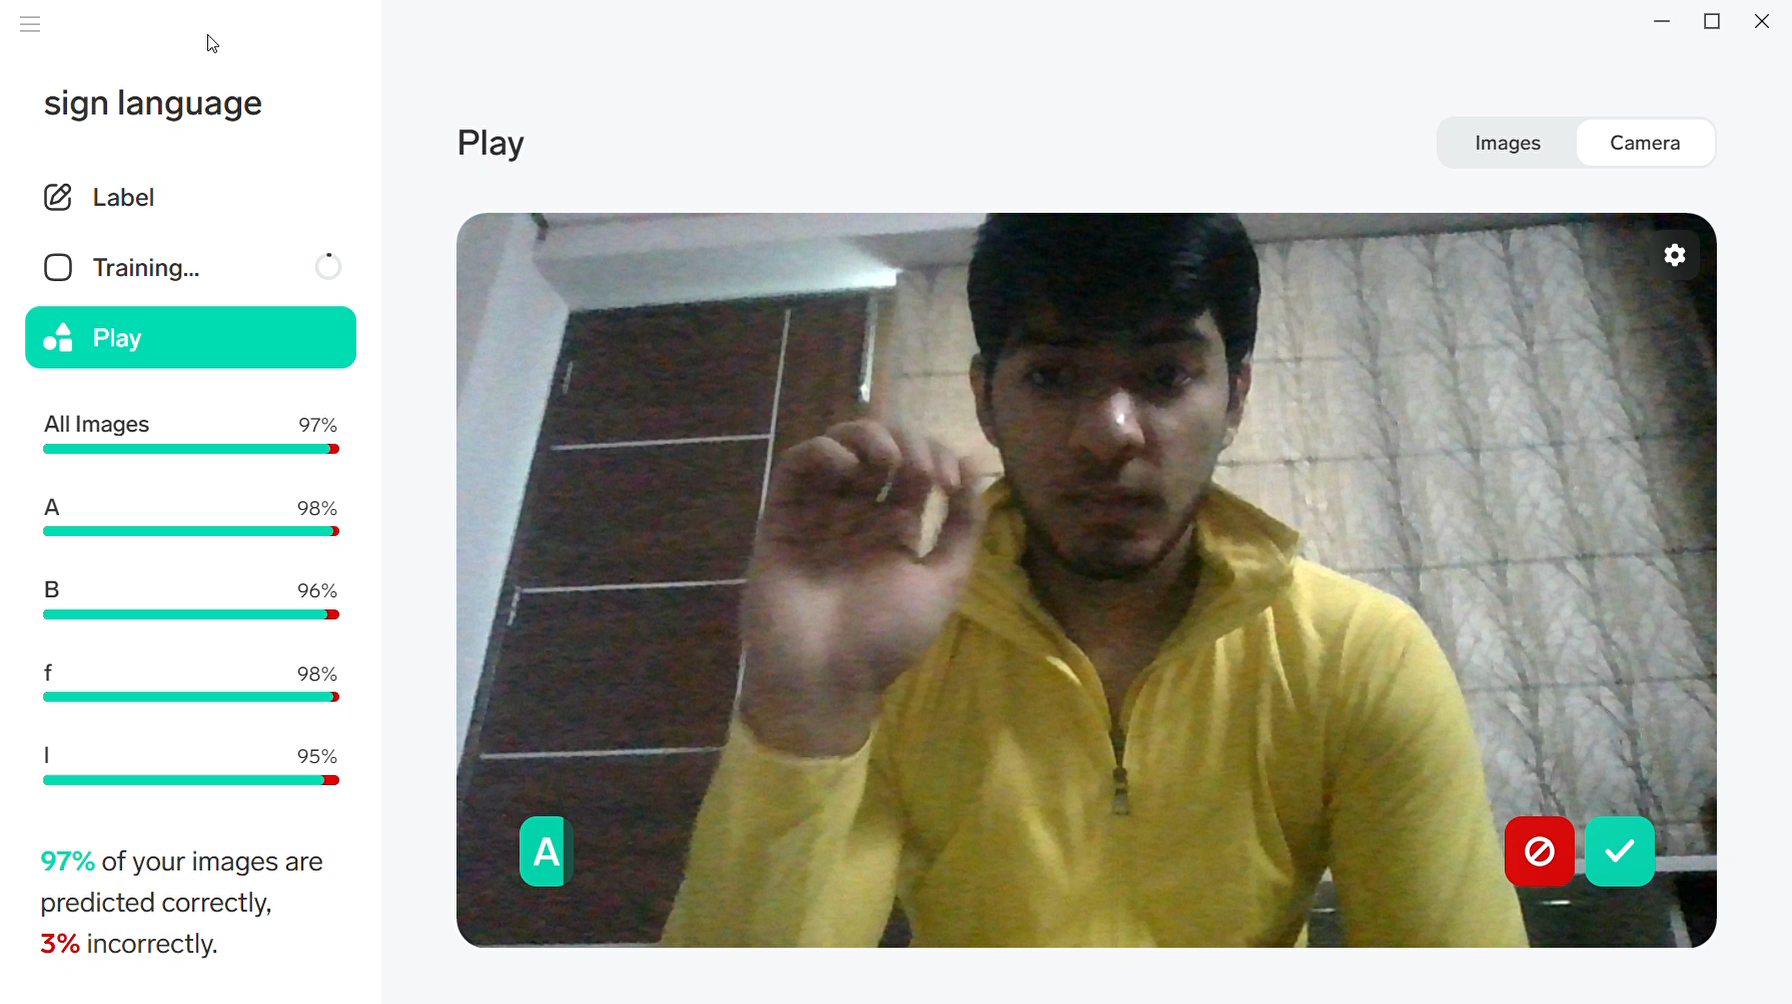 sign language
Label
Training...
Play
All Images 97%
A 98%
B 96%
f 98%
I 95%
97% of your images are
predicted correctly,
3% incorrectly.
Play
Images Camera
A